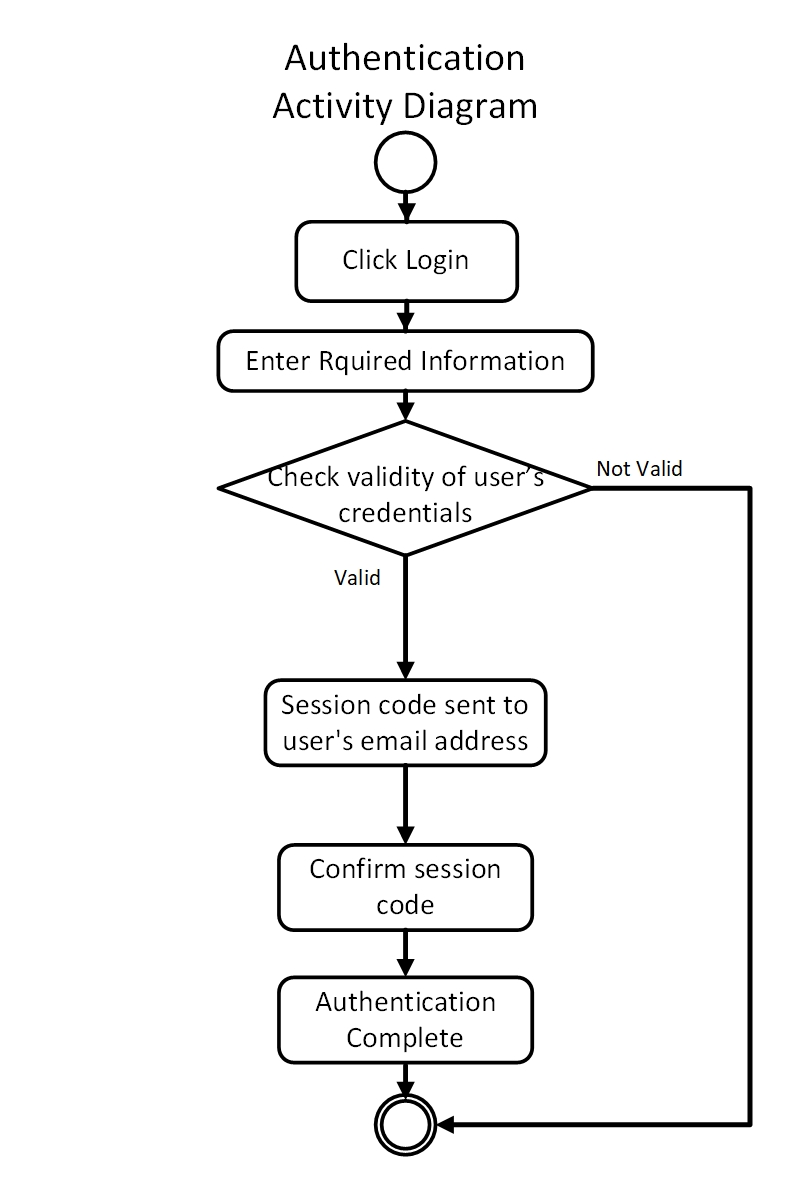 Authentication
Activity Diagram
Click Login
Enter Rquired Information
Check validity of user's
credentials
Not Valid
Valid
Session code sent to
user's email address
Confirm session
code
Authentication
Complete